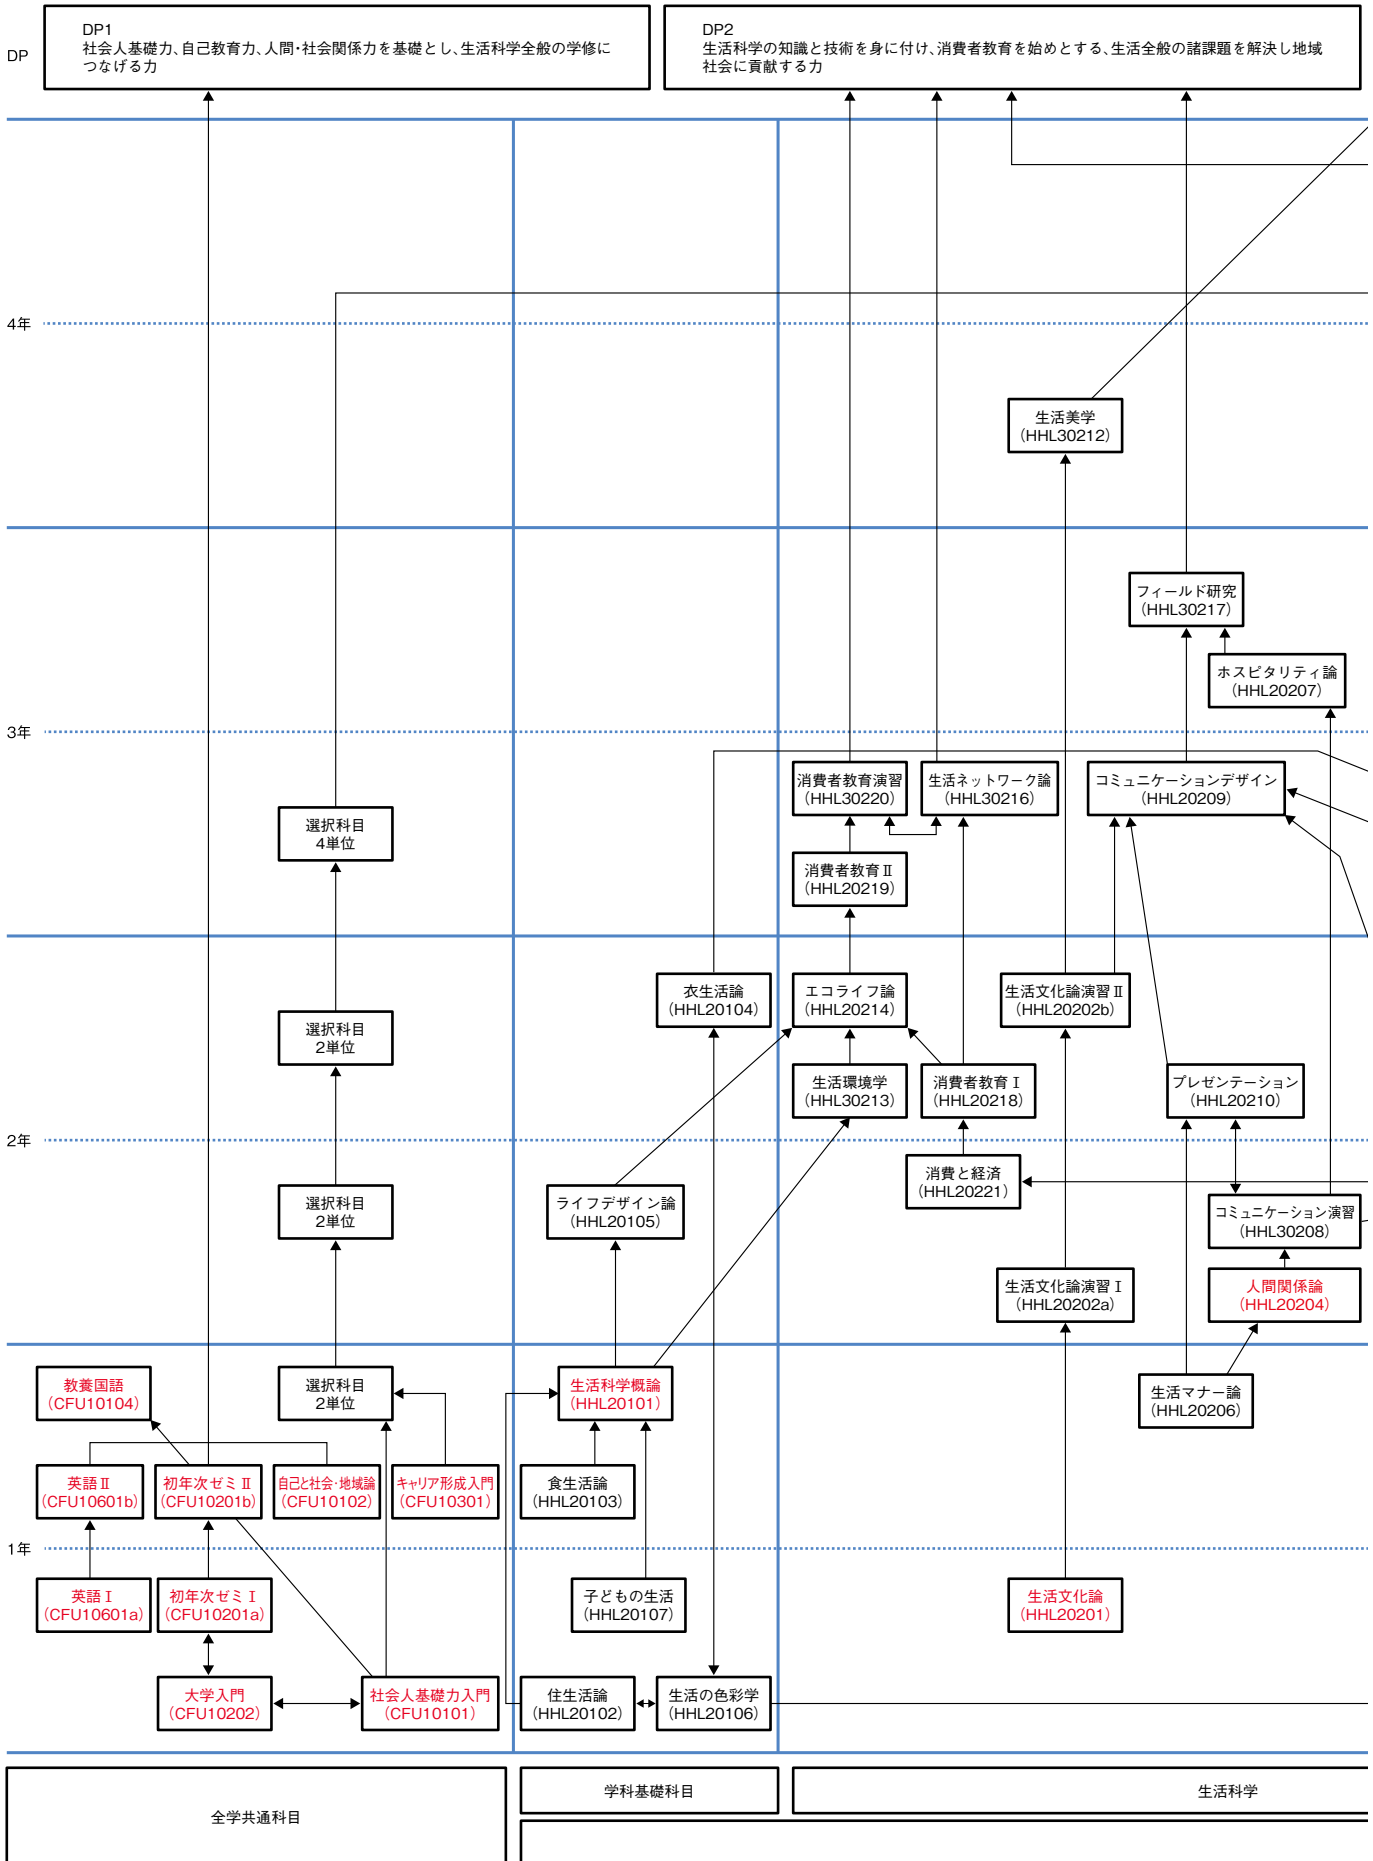 DP
DP1
社会人基礎力、自己教育力、人間・社会関係力を基礎とし、生活科学全般の学修に
つなげる力
DP2
生活科学の知識と技術を身に付け、消費者教育を始めとする、生活全般の諸課題を解決し地域
社会に貢献する力
4年
生活美学
(HHL30212)
フィールド研究
(HHL30217)
ホスピタリティ論
(HHL20207)
3年
消費者教育演習
(HHL30220)
生活ネットワーク論
(HHL30216)
コミュニケーションデザイン
(HHL20209)
選択科目
4単位
消費者教育Ⅱ
(HHL20219)
衣生活論
(HHL20104)
エコライフ論
(HHL20214)
生活文化論演習Ⅱ
(HHL20202b)
選択科目
2単位
生活環境学
(HHL30213)
消費者教育Ⅰ
(HHL20218)
プレゼンテーション
(HHL20210)
2年
消費と経済
(HHL20221)
選択科目
2単位
ライフデザイン論
(HHL20105)
コミュニケーション演習
(HHL30208)
生活文化論演習Ⅰ
(HHL20202a)
人間関係論
(HHL20204)
教養国語
(CFU10104)
選択科目
2単位
生活科学概論
(HHL20101)
生活マナー論
(HHL20206)
英語Ⅱ
(CFU10601b)
初年次ゼミⅡ
(CFU10201b)
自己と社会・地域論
(CFU10102)
キャリア形成入門
(CFU10301)
食生活論
(HHL20103)
1年
英語Ⅰ
(CFU10601a)
初年次ゼミⅠ
(CFU10201a)
子どもの生活
(HHL20107)
生活文化論
(HHL20201)
大学入門
(CFU10202)
社会人基礎力入門
(CFU10101)
住生活論
(HHL20102)
生活の色彩学
(HHL20106)
全学共通科目
学科基礎科目
生活科学